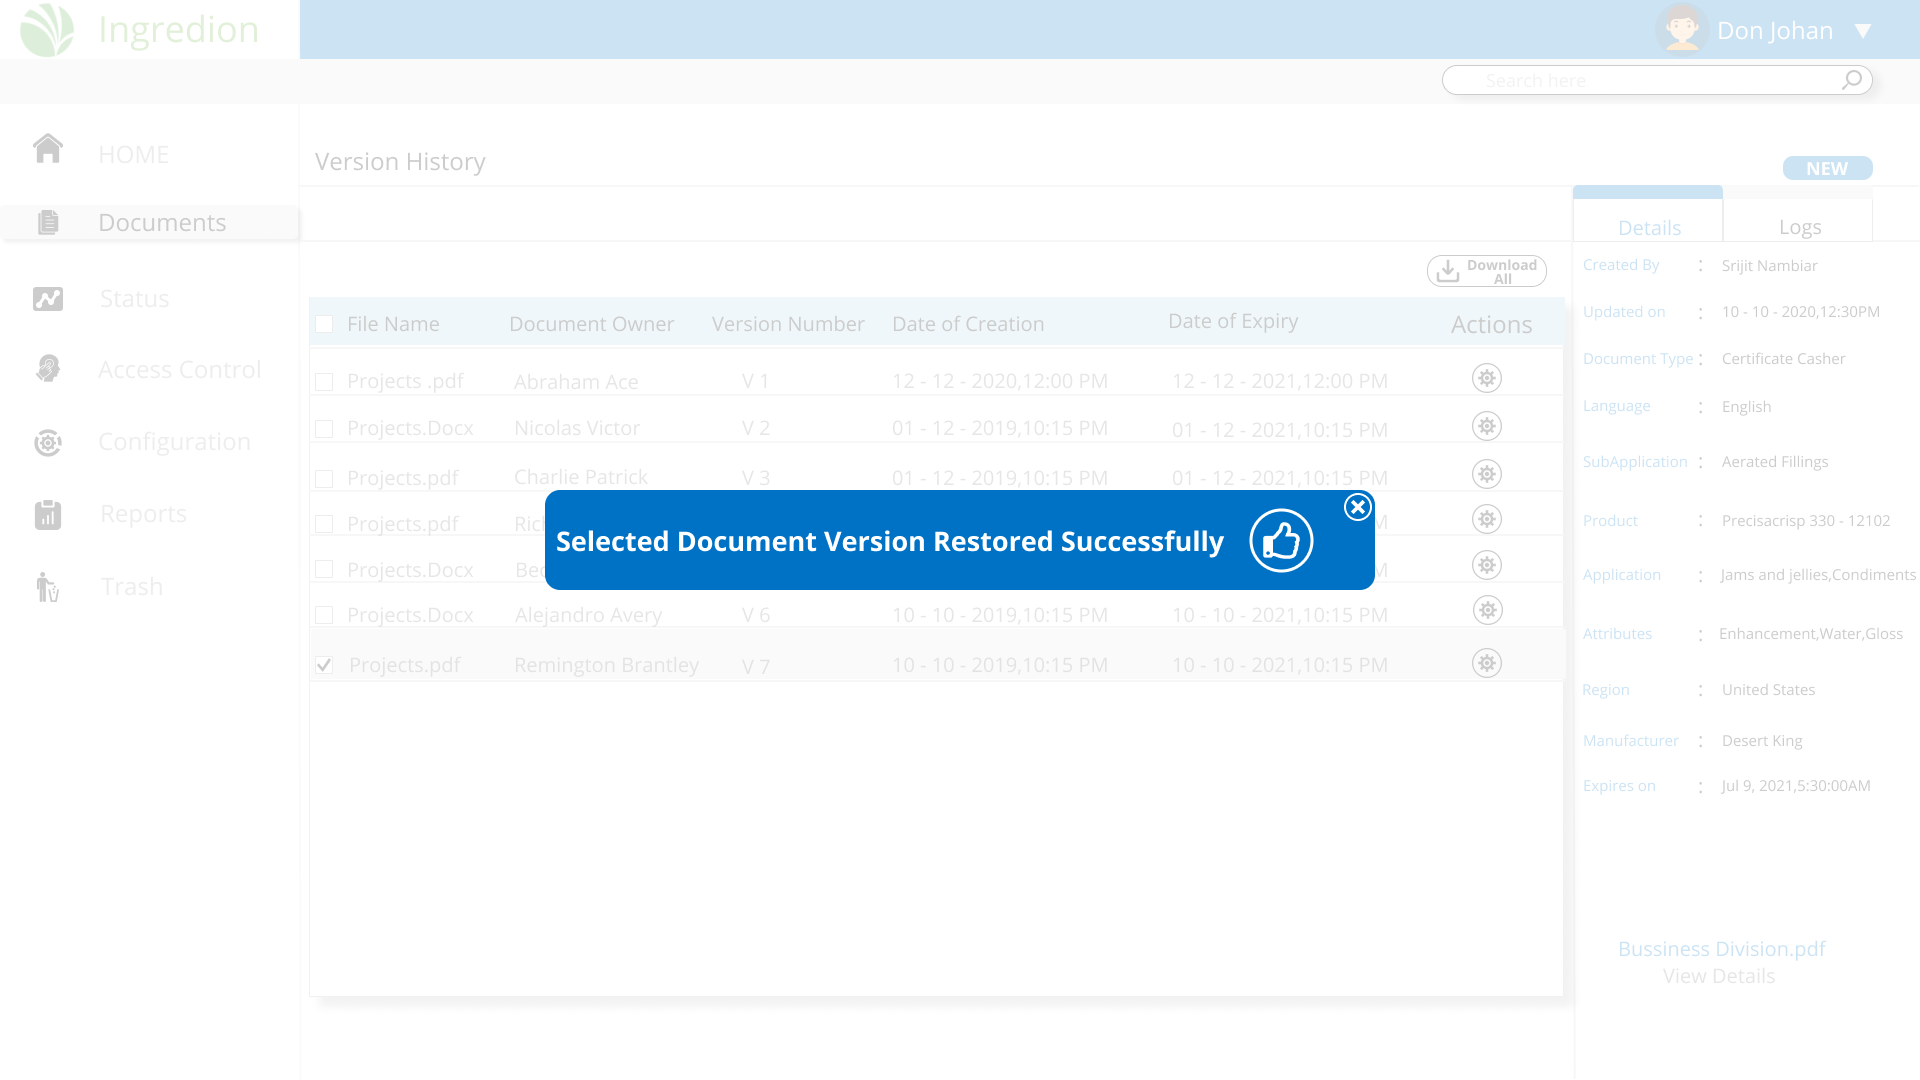 Ingredion
Don Johan
Search here
HOME
Documents
Status
Access Control
Configuration
Reports
Trash
Version History
NEW
Download
All
File Name Document Owner Version Number Date of Creation Date of Expiry Actions
Projects .pdf Abraham Ace V 1 12 - 12 - 2020,12:00 PM 12 - 12 - 2021,12:00 PM
Projects.Docx Nicolas Victor V 2 01 - 12 - 2019,10:15 PM 01 - 12 - 2021,10:15 PM
Projects.pdf Charlie Patrick V 3 01 - 12 - 2019,10:15 PM 01 - 12 - 2021,10:15 PM
Projects.pdf
Projects.Docx
Selected Document Version Restored Successfully
Projects.Docx Alejandro Avery V 6 10 - 10 - 2019,10:15 PM 10 - 10 - 2021,10:15 PM
Projects.pdf Remington Brantley V 7 10 - 10 - 2019,10:15 PM 10 - 10 - 2021,10:15 PM
Details Logs
Created By : Srijit Nambiar
Updated on : 10 - 10 - 2020,12:30PM
Document Type : Certificate Casher
Language : English
SubApplication : Aerated Fillings
Product : Precisacrisp 330 - 12102
Application : Jams and jellies,Condiments
Attributes : Enhancement,Water,Gloss
Region : United States
Manufacturer : Desert King
Expires on : Jul 9, 2021,5:30:00AM
Bussiness Division.pdf
View Details